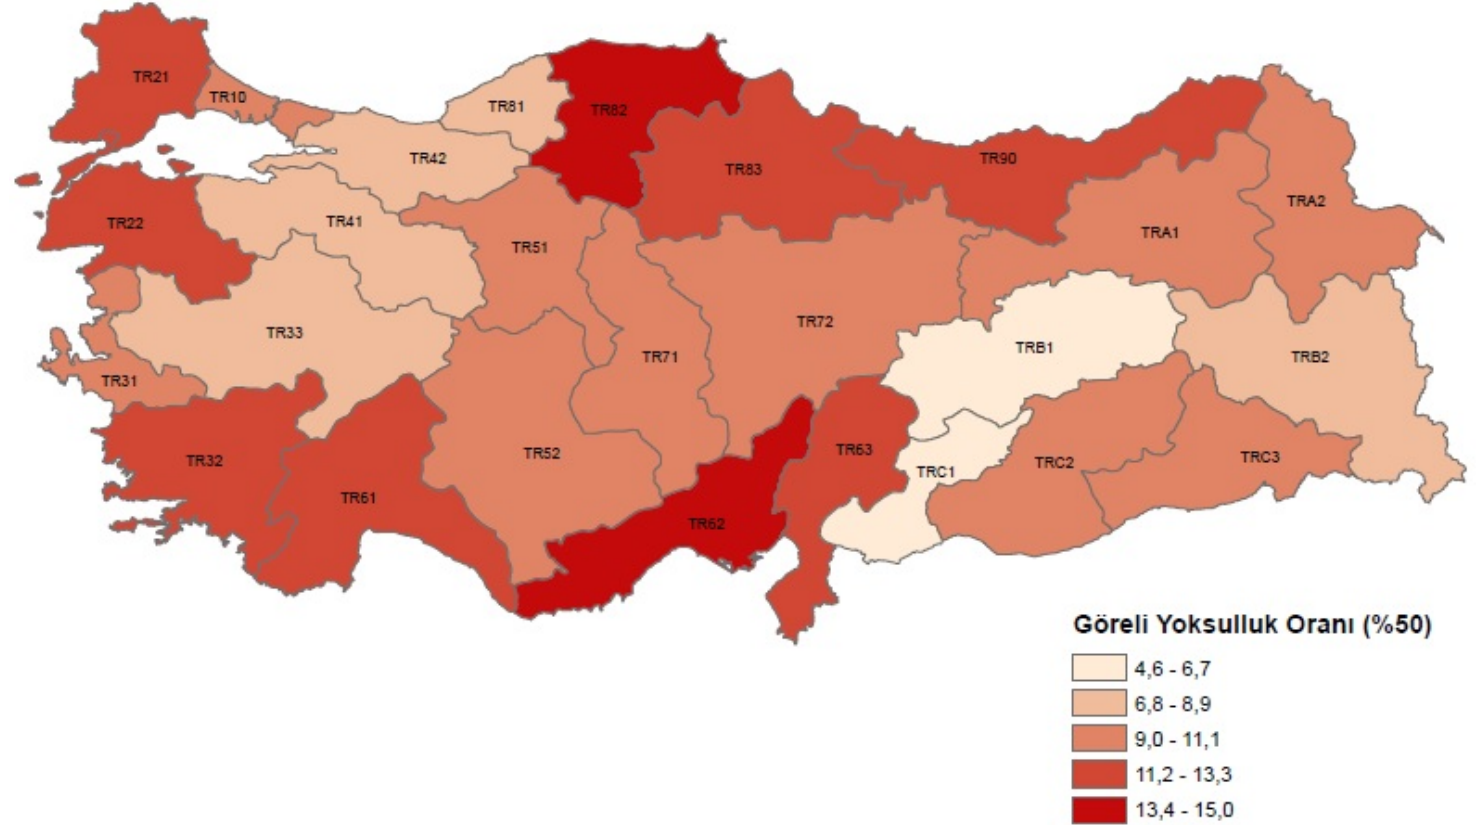 TR21
TR10
TR81
TR82
TR42
TR83
TR90
TRA2
TR22
TR41
TR51
TRA1
TR33
TR72
TR71
TRB1
TRB2
TR31
TR32
TR52
TR63
TRC1
TRC2
TRC3
TR61
TR62
Göreli Yoksulluk Oranı (%50)
4,6 - 6,7
6,8 - 8,9
9,0 - 11,1
11,2 - 13,3
13,4 - 15,0